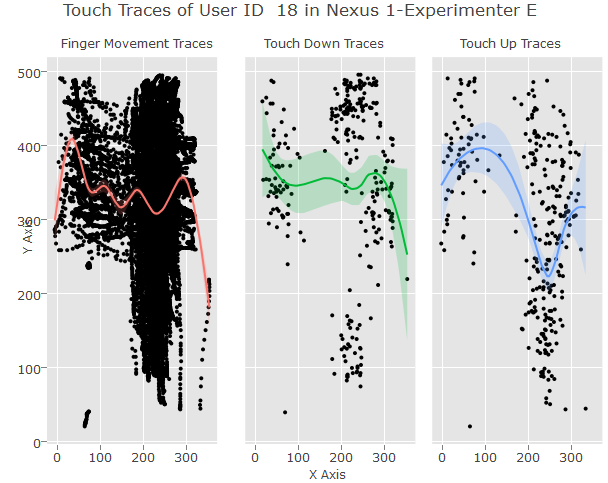 Touch Traces of User ID 18 in Nexus 1-Experimenter E
Finger Movement Traces
Touch Down Traces
Touch Up Traces
500
400
300
200
100
0
Y Axis
0 100 200 300
0 100 200 300
0 100 200 300
X Axis